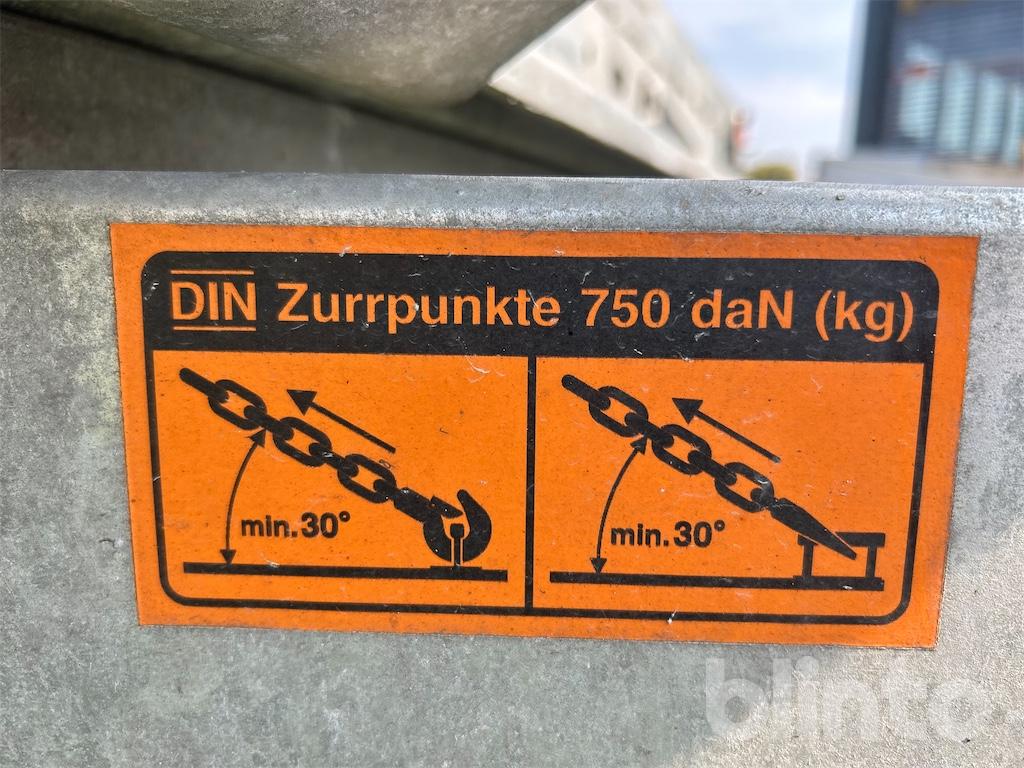 DIN Zurrpunkte 750 daN (kg)
min. 30°
min. 30°
blinto